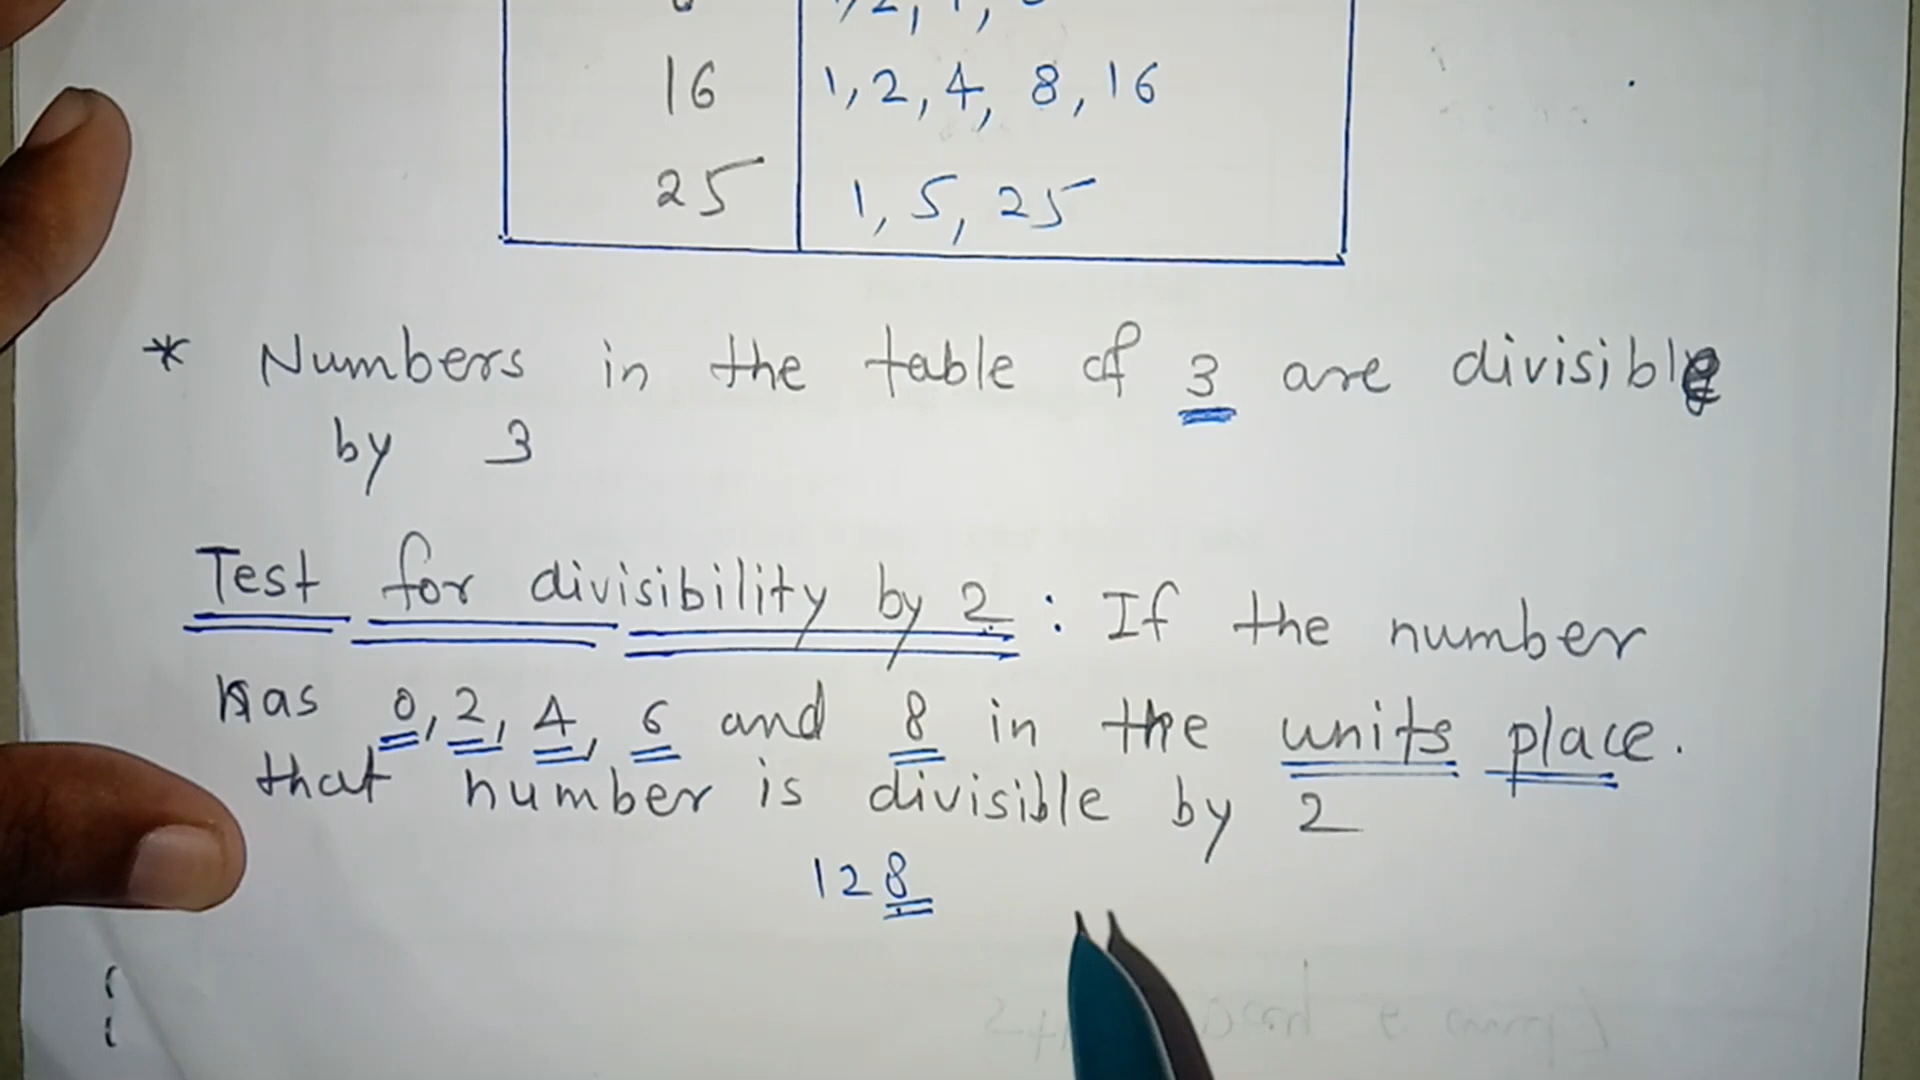 16 1, 2, 4, 8, 16
25 1, 5, 25
* Numbers in the table of 3 are divisible
by 3
Test for divisibility by 2 : If the number
has 0, 2, 4, 6 and 8 in the units place.
that number is divisible by 2
128